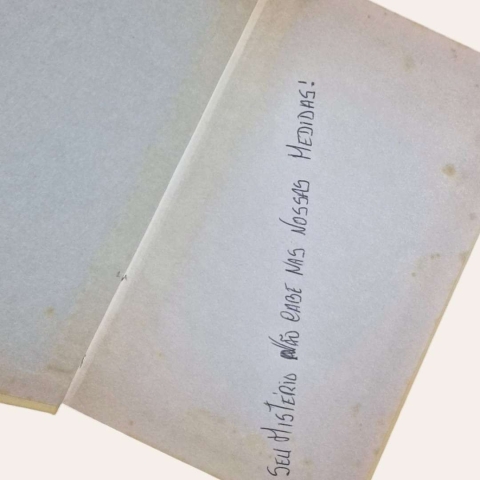 SEU MISTÉRIO NÃO CABE NAS NOSSAS MEDIDAS!